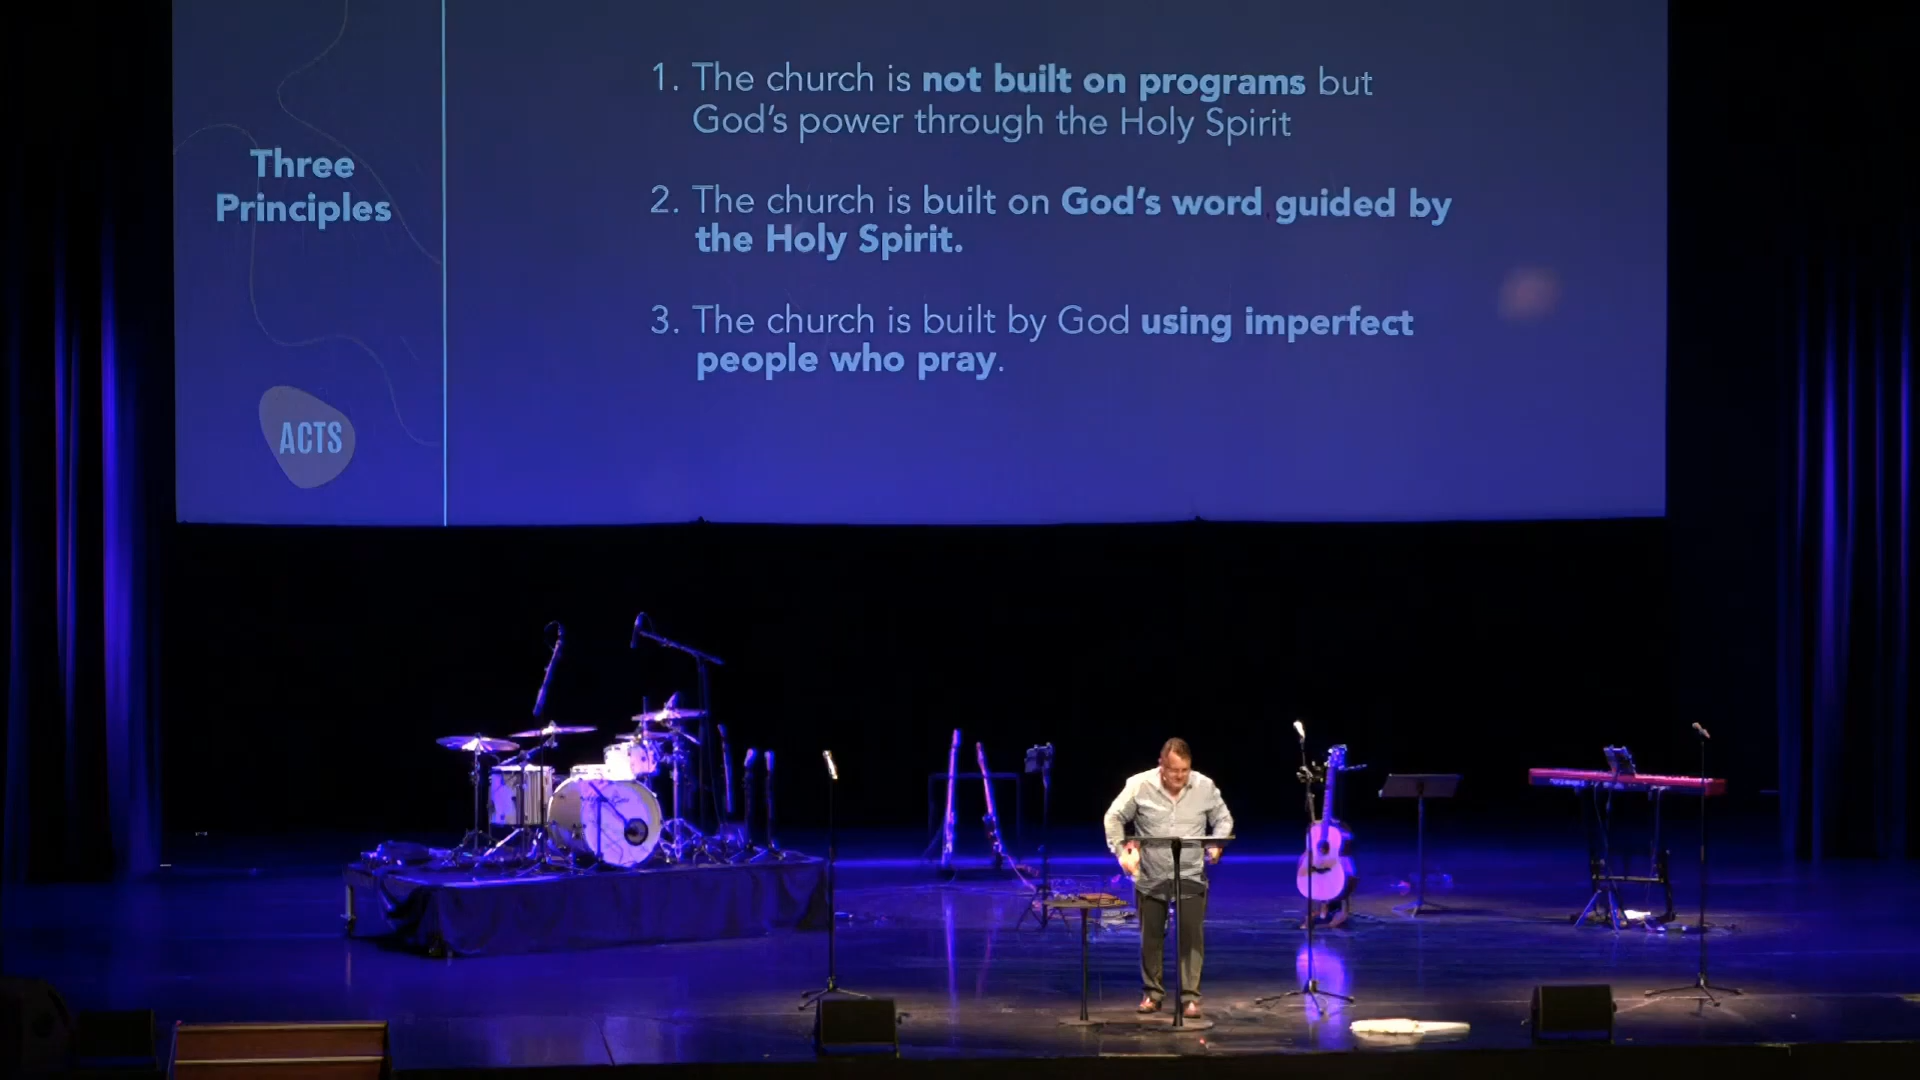 Three
Principles
ACTS
1. The church is not built on programs but
God's power through the Holy Spirit
2. The church is built on God's word guided by
the Holy Spirit.
3. The church is built by God using imperfect
people who pray.